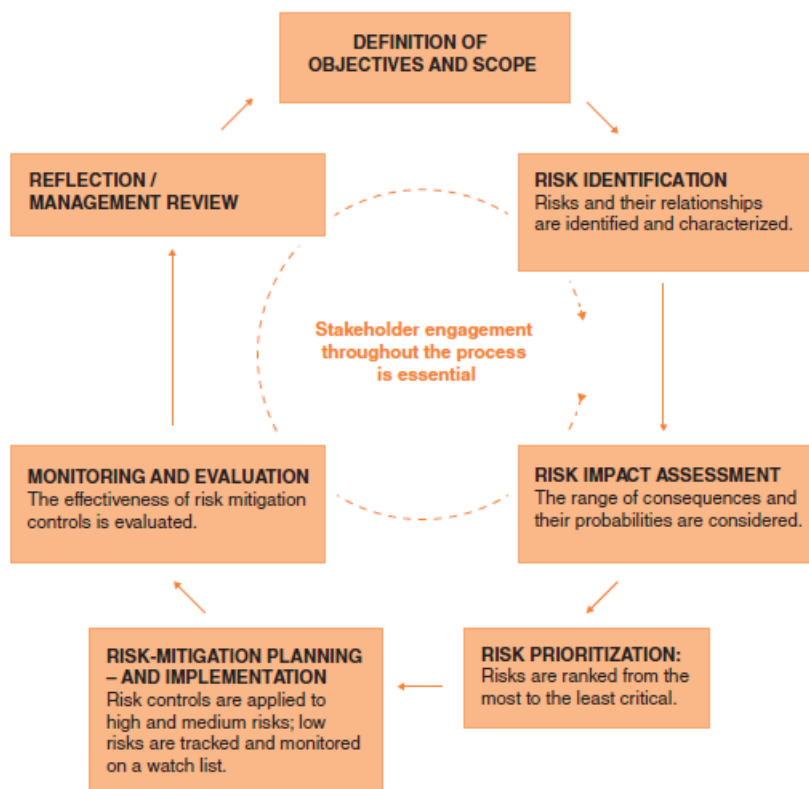 DEFINITION OF
OBJECTIVES AND SCOPE
REFLECTION /
MANAGEMENT REVIEW
RISK IDENTIFICATION
Risks and their relationships
are identified and characterized.
Stakeholder engagement
throughout the process
is essential
MONITORING AND EVALUATION
The effectiveness of risk mitigation
controls is evaluated.
RISK IMPACT ASSESSMENT
The range of consequences and
their probabilities are considered.
RISK-MITIGATION PLANNING
– AND IMPLEMENTATION
Risk controls are applied to
high and medium risks; low
risks are tracked and monitored
on a watch list.
RISK PRIORITIZATION:
Risks are ranked from the
most to the least critical.